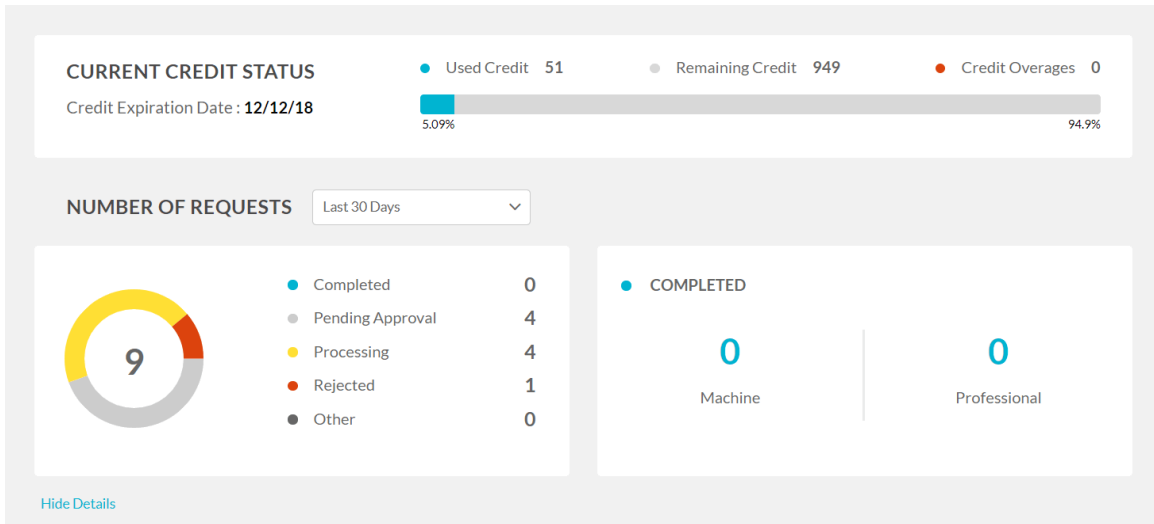 CURRENT CREDIT STATUS
Used Credit 51 Remaining Credit 949 Credit Overages 0
Credit Expiration Date : 12/12/18
5.09% 94.9%
NUMBER OF REQUESTS Last 30 Days
9
Completed 0
Pending Approval 4
Processing 4
Rejected 1
Other 0
COMPLETED
0 0
Machine Professional
Hide Details